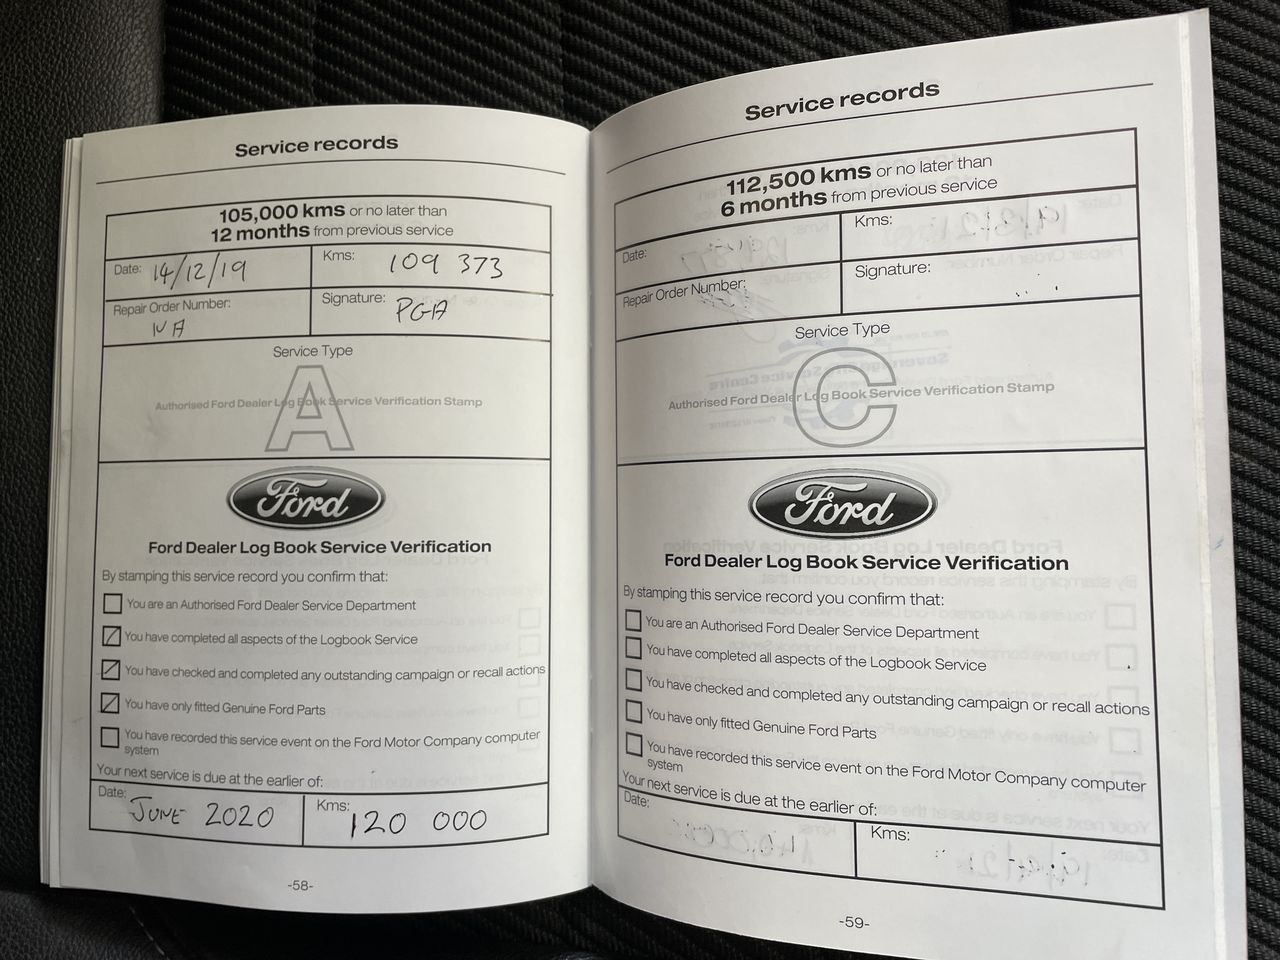 Service records
105,000 kms or no later than
12 months from previous service
Date: 14/12/19
Kms: 109 373
Repair Order Number:
NA
Signature:
PGA
Service Type
A
Authorised Ford Dealer Log Book Service Verification Stamp
Ford
Ford Dealer Log Book Service Verification
By stamping this service record you confirm that:
You are an Authorised Ford Dealer Service Department
You have completed all aspects of the Logbook Service
You have checked and completed any outstanding campaign or recall actions
You have only fitted Genuine Ford Parts
You have recorded this service event on the Ford Motor Company computer
system
Your next service is due at the earlier of:
Date: JUNE 2020
Kms: 120 000
-58-
Service records
112,500 kms or no later than
6 months from previous service
Date:
Kms:
Repair Order Number:
Signature:
Service Type
C
Authorised Ford Dealer Log Book Service Verification Stamp
Ford
Ford Dealer Log Book Service Verification
By stamping this service record you confirm that:
You are an Authorised Ford Dealer Service Department
You have completed all aspects of the Logbook Service
You have checked and completed any outstanding campaign or recall actions
You have only fitted Genuine Ford Parts
You have recorded this service event on the Ford Motor Company computer
system
Your next service is due at the earlier of:
Date:
Kms:
-59-